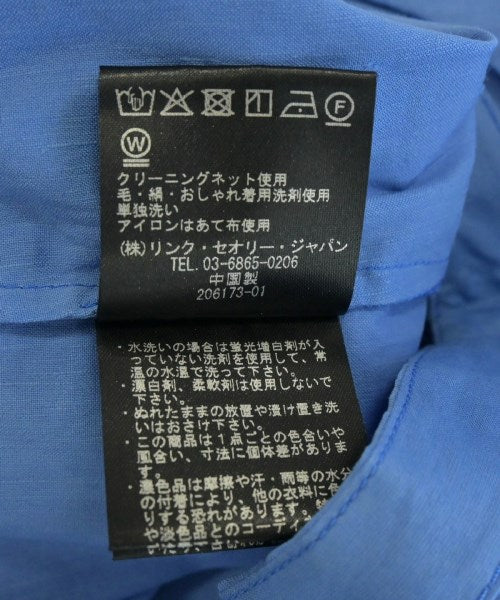 F
W
クリーニングネット使用
毛・絹・おしゃれ着用洗剤使用
単独洗い
アイロンはあて布使用
(株)リンク・セオリー・ジャパン
TEL. 03-6865-0206
中国製
206173-01
・水洗いの場合は蛍光増白剤が入
っていない洗剤を使用して、常
温の水温で洗って下さい。
・漂白剤、柔軟剤は使用しないで
下さい。
・ぬれたままの放置や漬け置き洗
いはおさけ下さい。
・この商品は1点ごとの色合いや
風合い、寸法に個体差がありま
す。
・濃色品は摩擦や汗・雨等の水分
の付着により、他の衣料に色
りする恐れがあります。
や淡色品とのコーディ